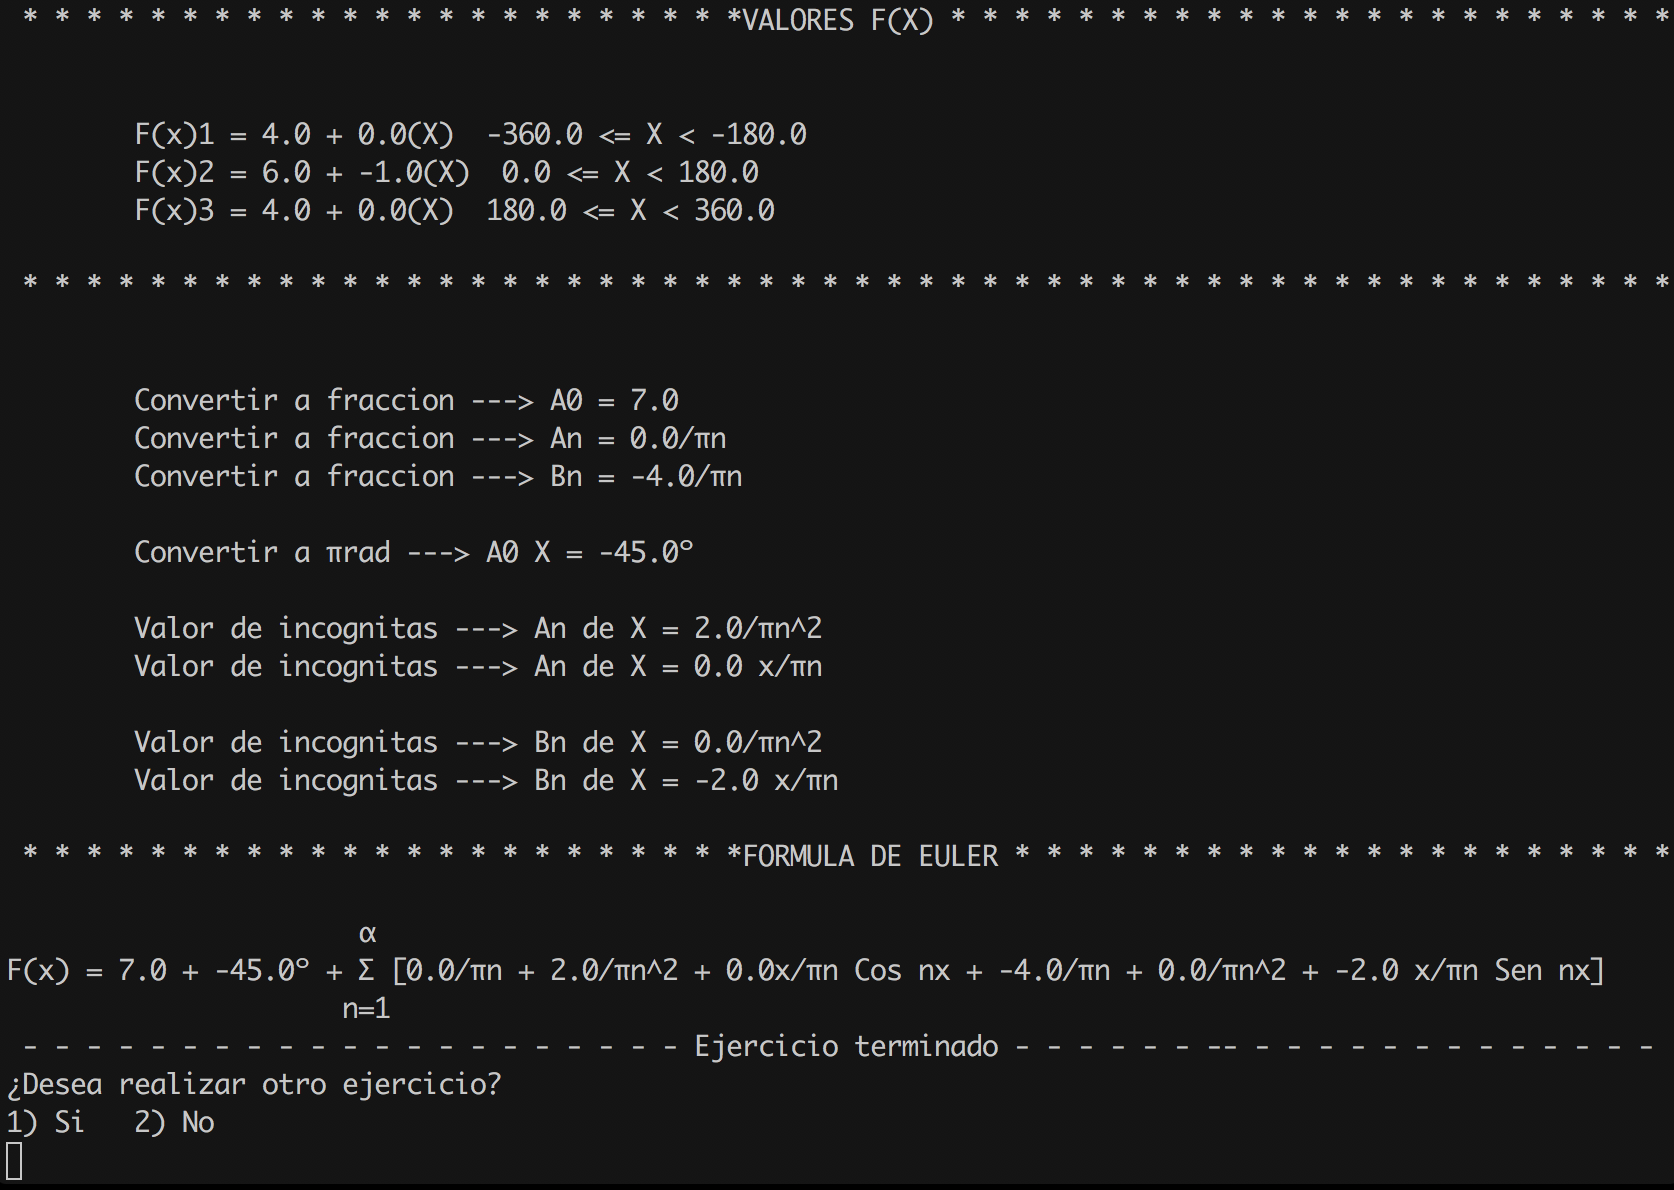 * * * * * * * * * * * * * * * * * * * * * * *VALORES F(X) * * * * * * * * * * * * * * * * * * * * * * *
F(x)1 = 4.0 + 0.0(X)  -360.0 <= X < -180.0
F(x)2 = 6.0 + -1.0(X)  0.0 <= X < 180.0
F(x)3 = 4.0 + 0.0(X)  180.0 <= X < 360.0
* * * * * * * * * * * * * * * * * * * * * * * * * * * * * * * * * * * * * * * * * * * * * * * * * * * *
Convertir a fraccion ---> A0 = 7.0
Convertir a fraccion ---> An = 0.0/πn
Convertir a fraccion ---> Bn = -4.0/πn
Convertir a πrad ---> A0 X = -45.0º
Valor de incognitas ---> An de X = 2.0/πn^2
Valor de incognitas ---> An de X = 0.0 x/πn
Valor de incognitas ---> Bn de X = 0.0/πn^2
Valor de incognitas ---> Bn de X = -2.0 x/πn
* * * * * * * * * * * * * * * * * * * * * * *FORMULA DE EULER * * * * * * * * * * * * * * * * * * * * *
α
F(x) = 7.0 + -45.0º + Σ [0.0/πn + 2.0/πn^2 + 0.0x/πn Cos nx + -4.0/πn + 0.0/πn^2 + -2.0 x/πn Sen nx]
n=1
- - - - - - - - - - - - - - - - - - - - - Ejercicio terminado - - - - - - -- - - - - - - - - - - - - -
¿Desea realizar otro ejercicio?
1) Si   2) No